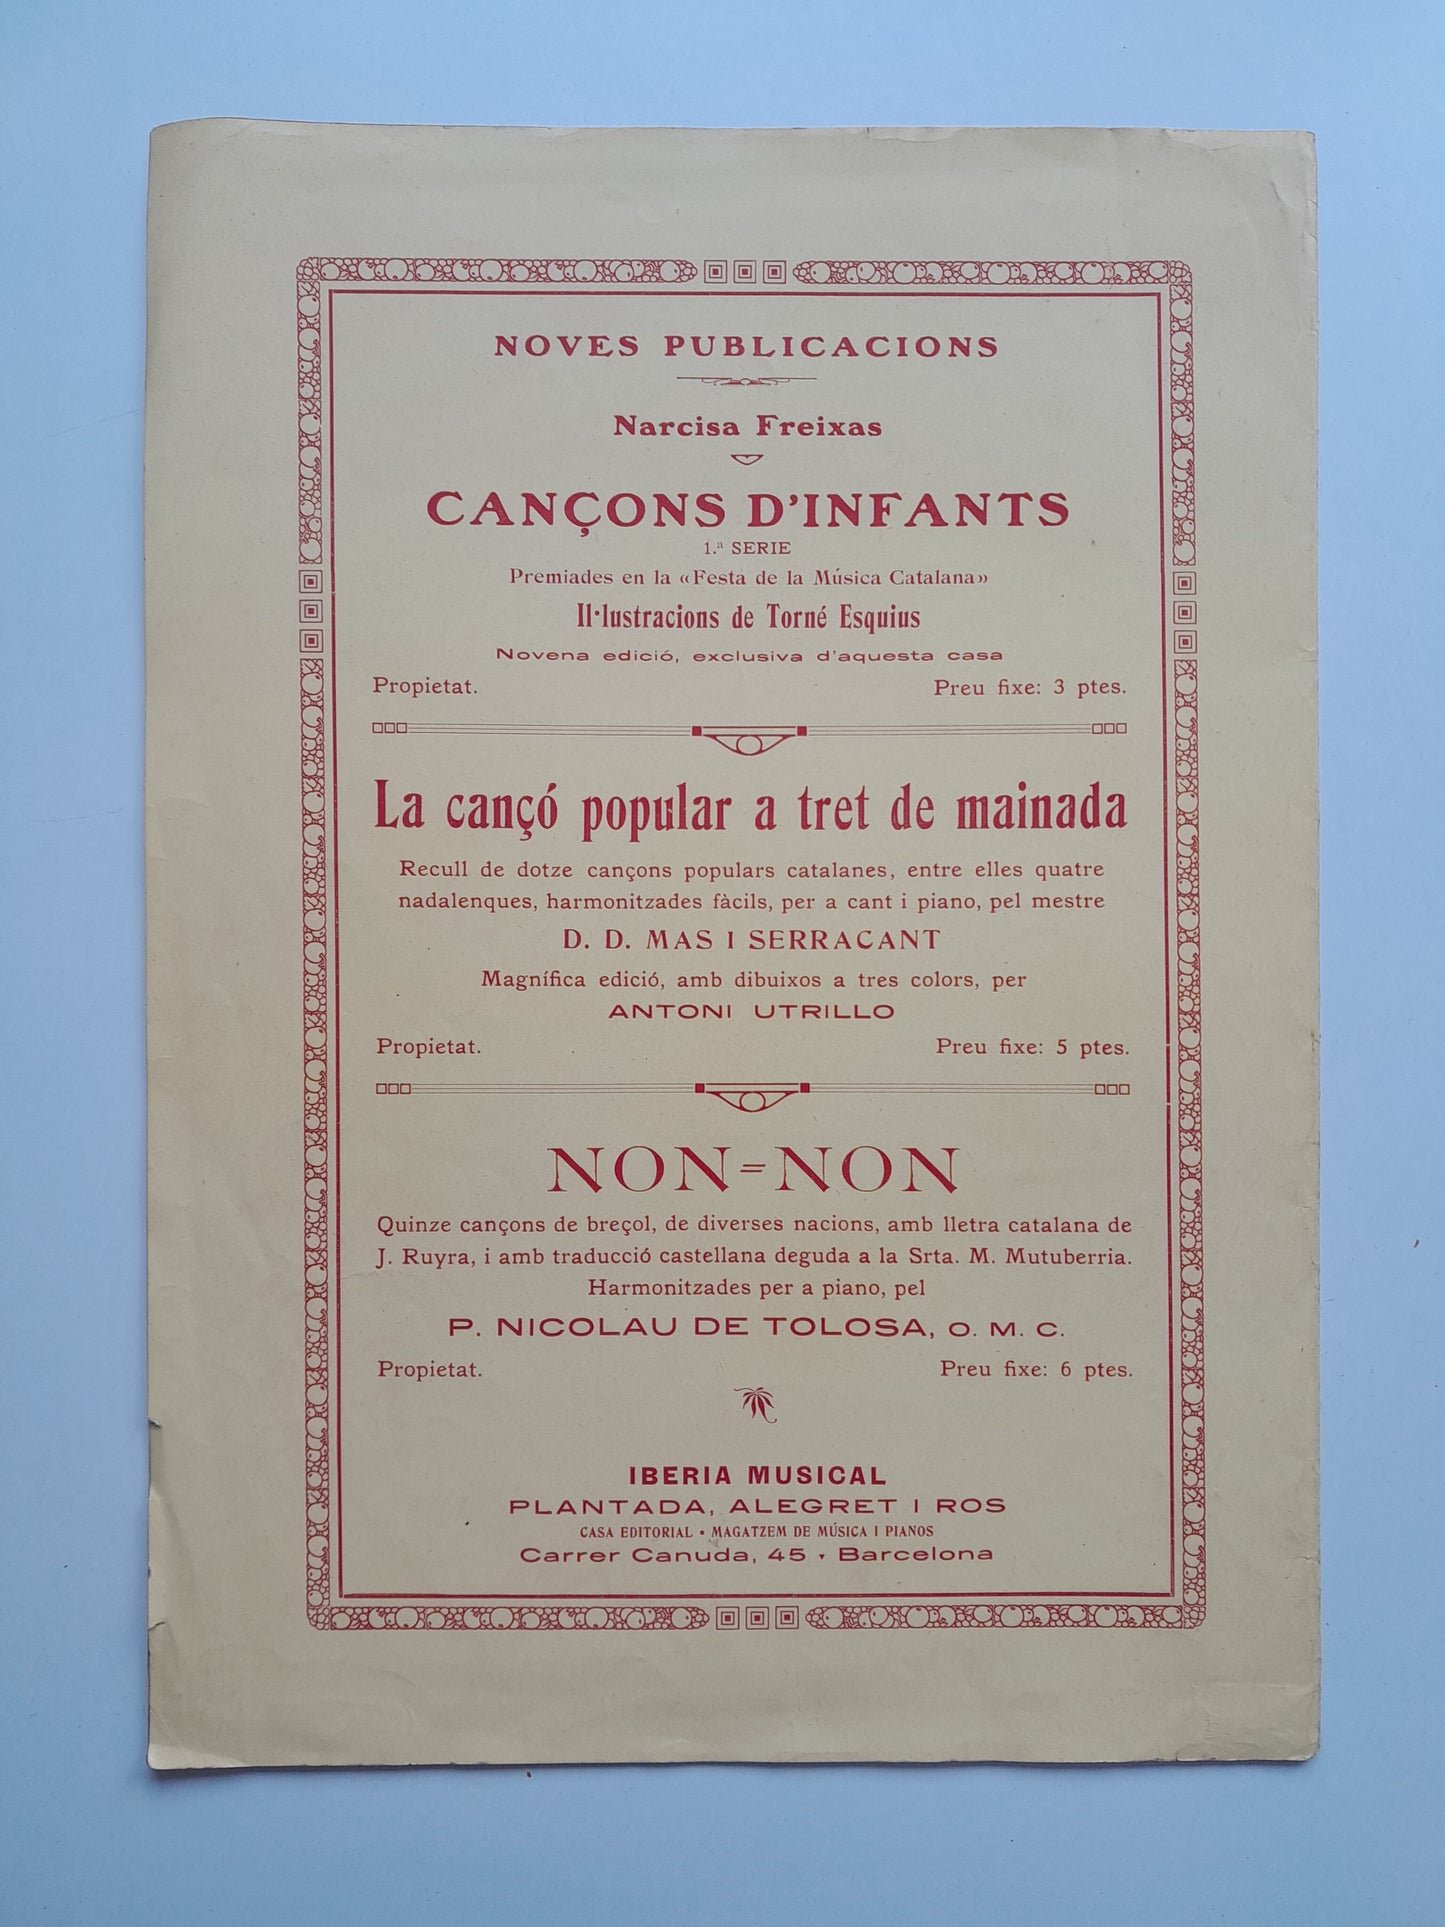 NOVES PUBLICACIONS
Narcisa Freixas
CANÇONS D'INFANTS
1.ª SERIE
Premiades en la «Festa de la Música Catalana»
Il·lustracions de Torné Esquius
Novena edició, exclusiva d'aquesta casa
Propietat. Preu fixe: 3 ptes.
La cançó popular a tret de mainada
Recull de dotze cançons populars catalanes, entre elles quatre
nadalenques, harmonitzades fàcils, per a cant i piano, pel mestre
D. D. MAS I SERRACANT
Magnífica edició, amb dibuixos a tres colors, per
ANTONI UTRILLO
Propietat. Preu fixe: 5 ptes.
NON=NON
Quinze cançons de breçol, de diverses nacions, amb lletra catalana de
J. Ruyra, i amb traducció castellana deguda a la Srta. M. Mutuberria.
Harmonitzades per a piano, pel
P. NICOLAU DE TOLOSA, O. M. C.
Propietat. Preu fixe: 6 ptes.
IBERIA MUSICAL
PLANTADA, ALEGRET I ROS
CASA EDITORIAL • MAGATZEM DE MÚSICA I PIANOS
Carrer Canuda, 45 ▾ Barcelona